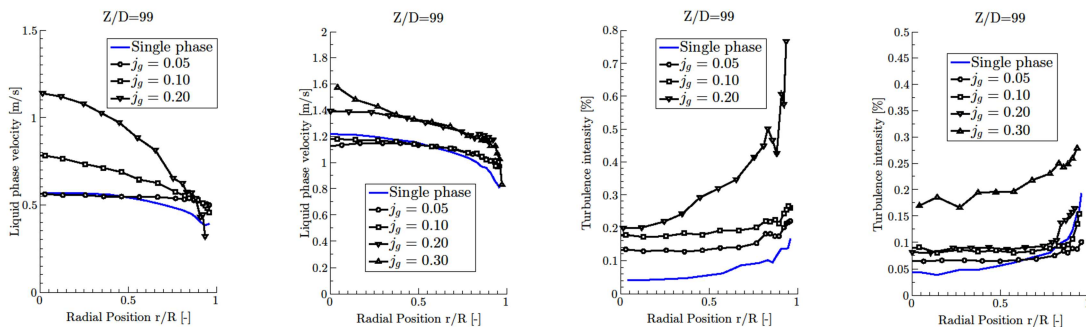 Z/D=99
Liquid phase velocity [m/s]
1.5
1
0.5
0
Single phase
j_g = 0.05
j_g = 0.10
j_g = 0.20
0
0.5
1
Radial Position r/R [-]
Z/D=99
Liquid phase velocity [m/s]
2
1.8
1.6
1.4
1.2
1
0.8
0.6
0.4
0.2
0
Single phase
j_g = 0.05
j_g = 0.10
j_g = 0.20
j_g = 0.30
0
0.5
1
Radial Position r/R [-]
Z/D=99
Turbulence intensity [%]
0.8
0.7
0.6
0.5
0.4
0.3
0.2
0.1
0
Single phase
j_g = 0.05
j_g = 0.10
j_g = 0.20
0
0.5
1
Radial Position r/R [-]
Z/D=99
Turbulence intensity [%]
0.5
0.4
0.3
0.25
0.2
0.15
0.1
0.05
0
Single phase
j_g = 0.05
j_g = 0.10
j_g = 0.20
j_g = 0.30
0
0.5
1
Radial Position r/R [-]